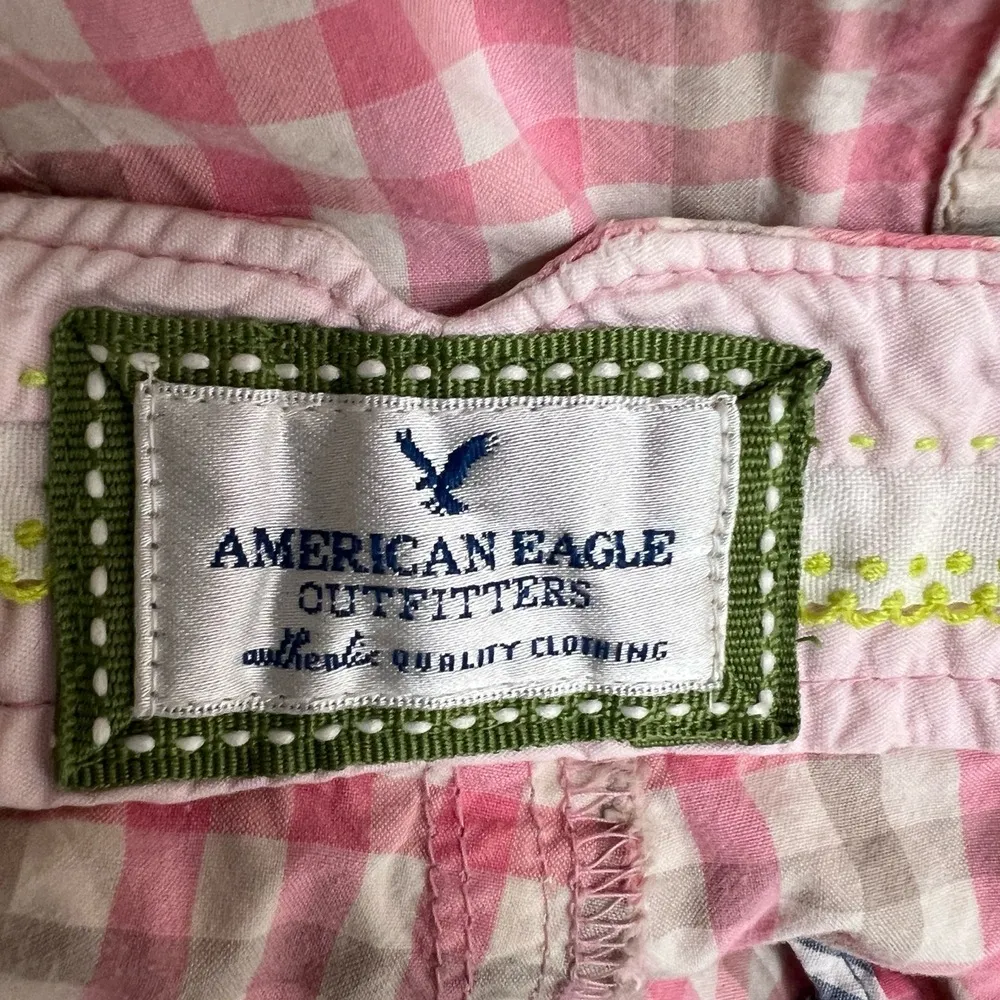 AMERICAN EAGLE
OUTFITTERS
authentic QUALITY CLOTHING